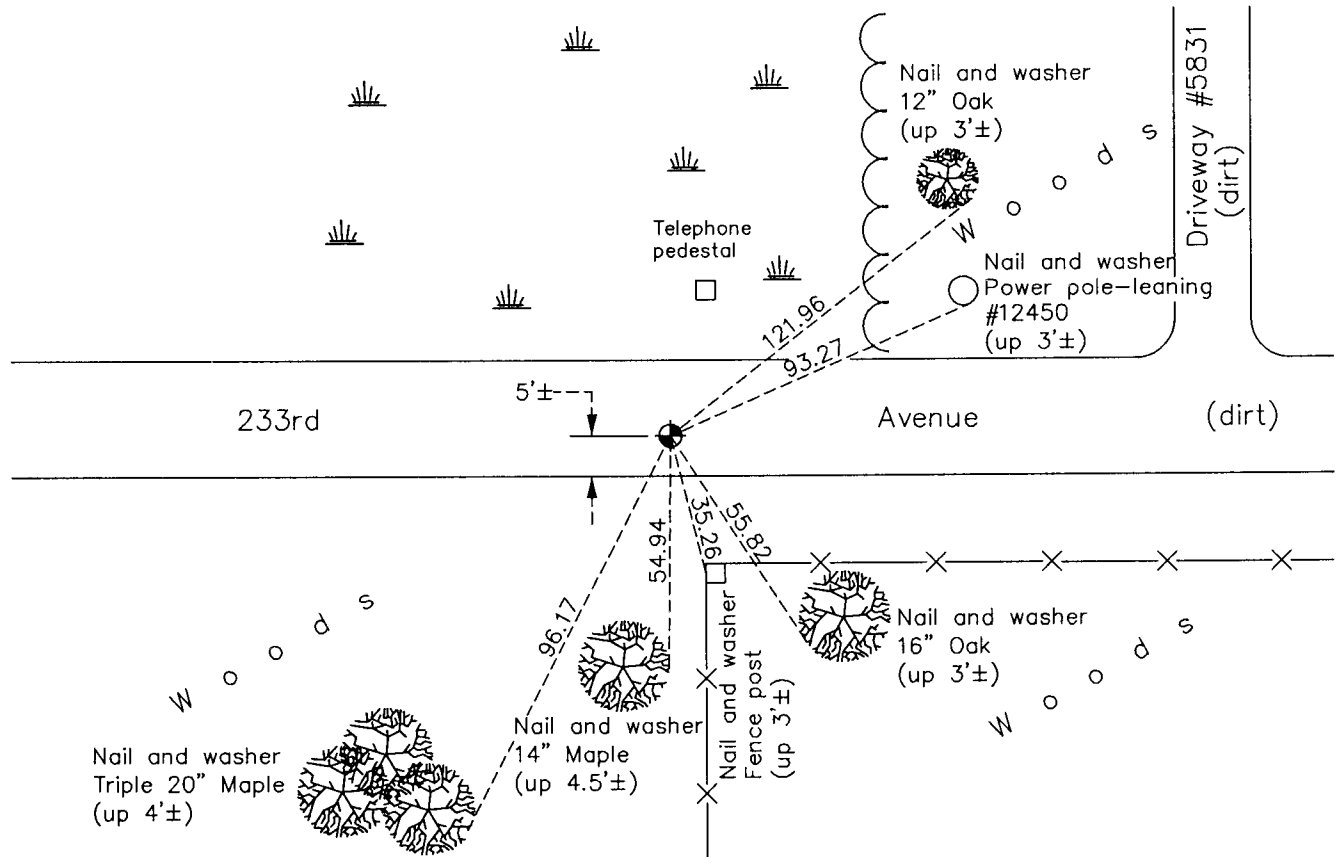 Nail and washer
12" Oak
(up 3'±)
Woods
Driveway #5831
(dirt)
Telephone
pedestal
Nail and washer
Power pole-leaning
#12450
(up 3'±)
121.96
93.27
5'±
233rd
Avenue
(dirt)
96.17
54.94
35.26
55.82
Woods
Nail and washer
Triple 20" Maple
(up 4'±)
Nail and washer
14" Maple
(up 4.5'±)
Nail and washer
Fence post
(up 3'±)
Nail and washer
16" Oak
(up 3'±)
Woods